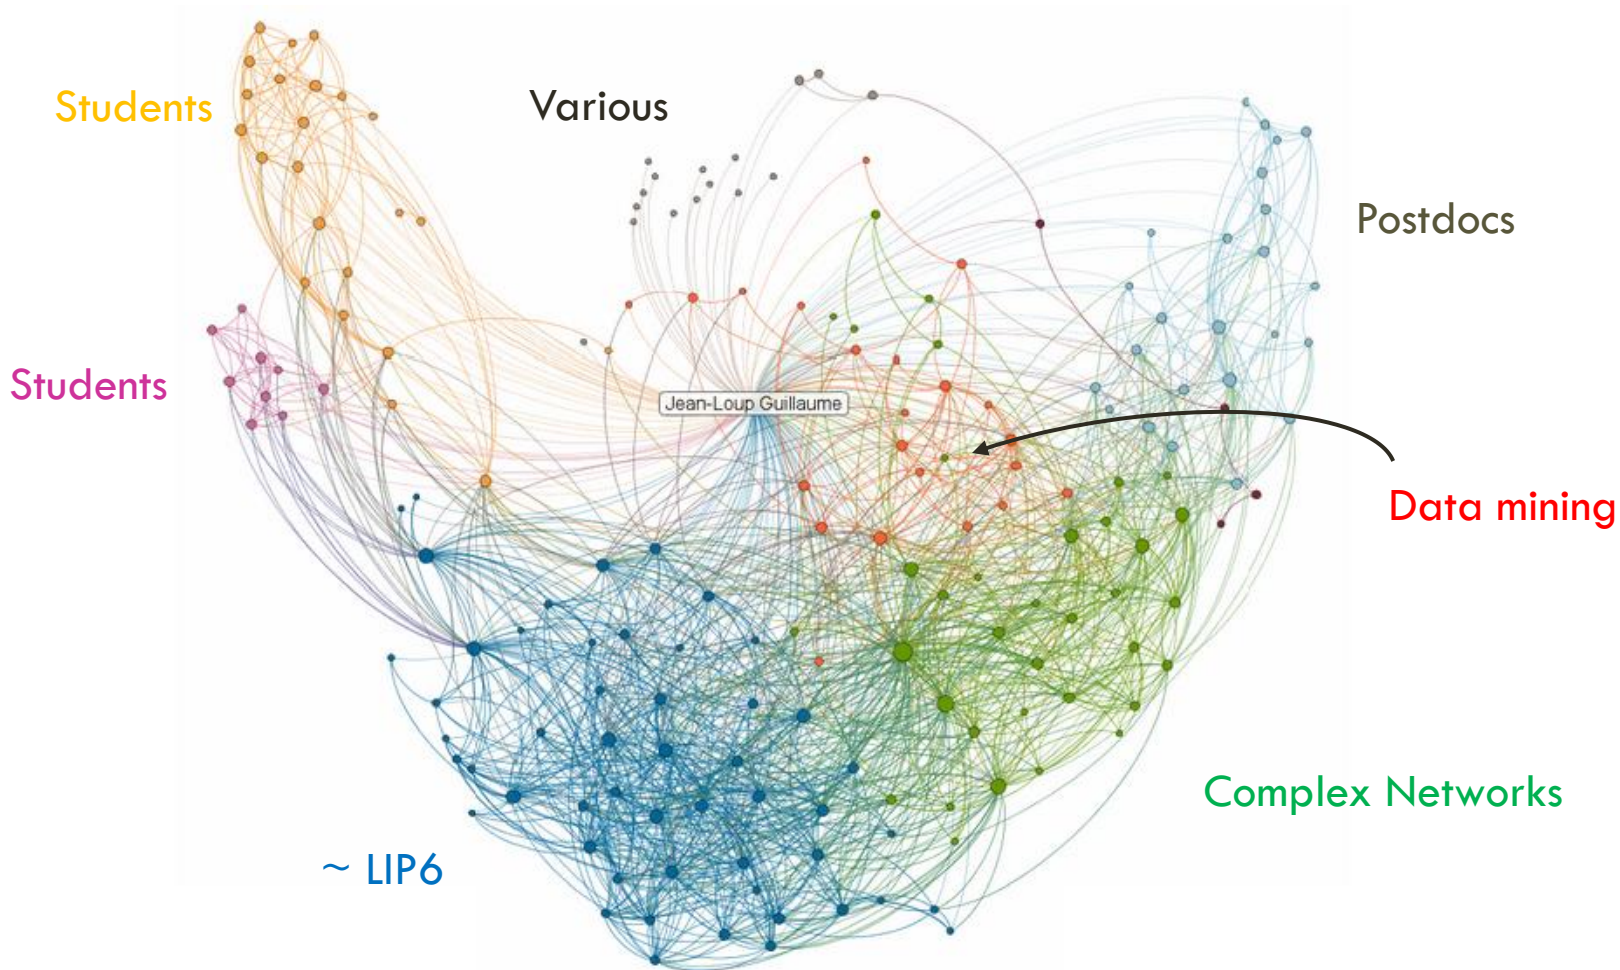 Students
Various
Postdocs
Students
Jean-Loup Guillaume
Data mining
Complex Networks
~ LIP6